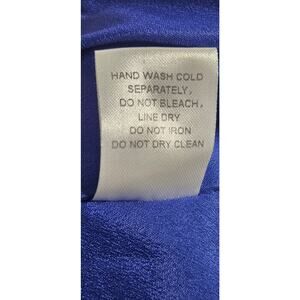 HAND WASH COLD
SEPARATELY,
DO NOT BLEACH,
LINE DRY
DO NOT IRON
DO NOT DRY CLEAN